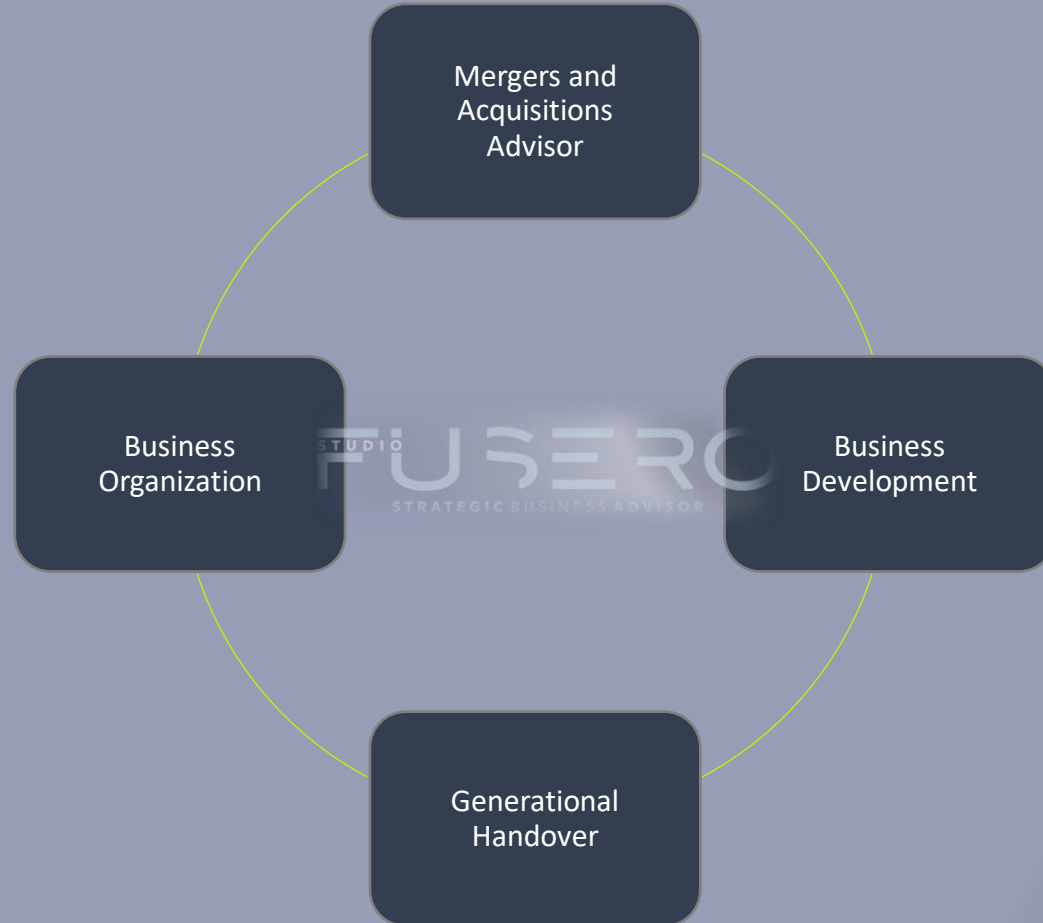 Mergers and
Acquisitions
Advisor
Business
Organization
STUDIO
FUSERO
STRATEGIC BUSINESS ADVISOR
Business
Development
Generational
Handover